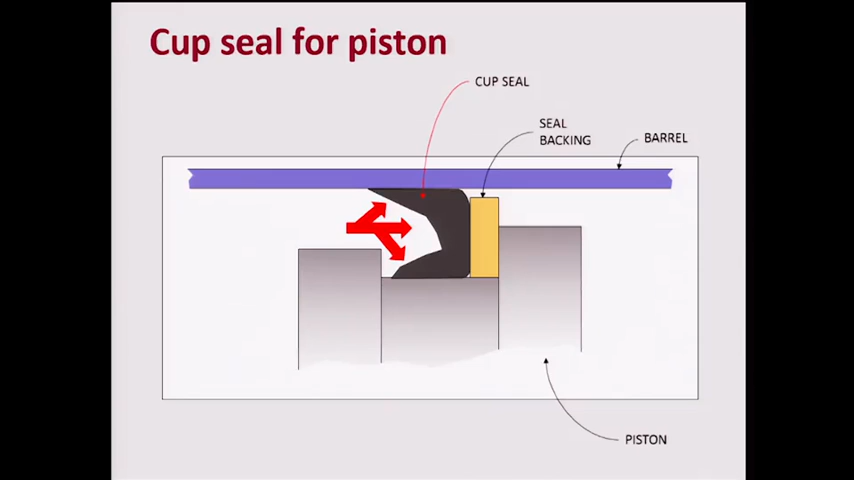 Cup seal for piston
CUP SEAL
SEAL
BACKING
BARREL
PISTON